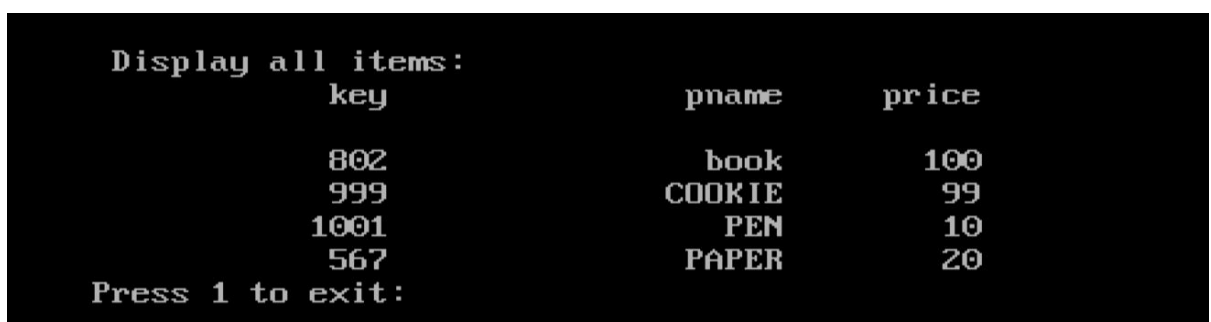 Display all items:
key pname price
802 book 100
999 COOKIE 99
1001 PEN 10
567 PAPER 20
Press 1 to exit: